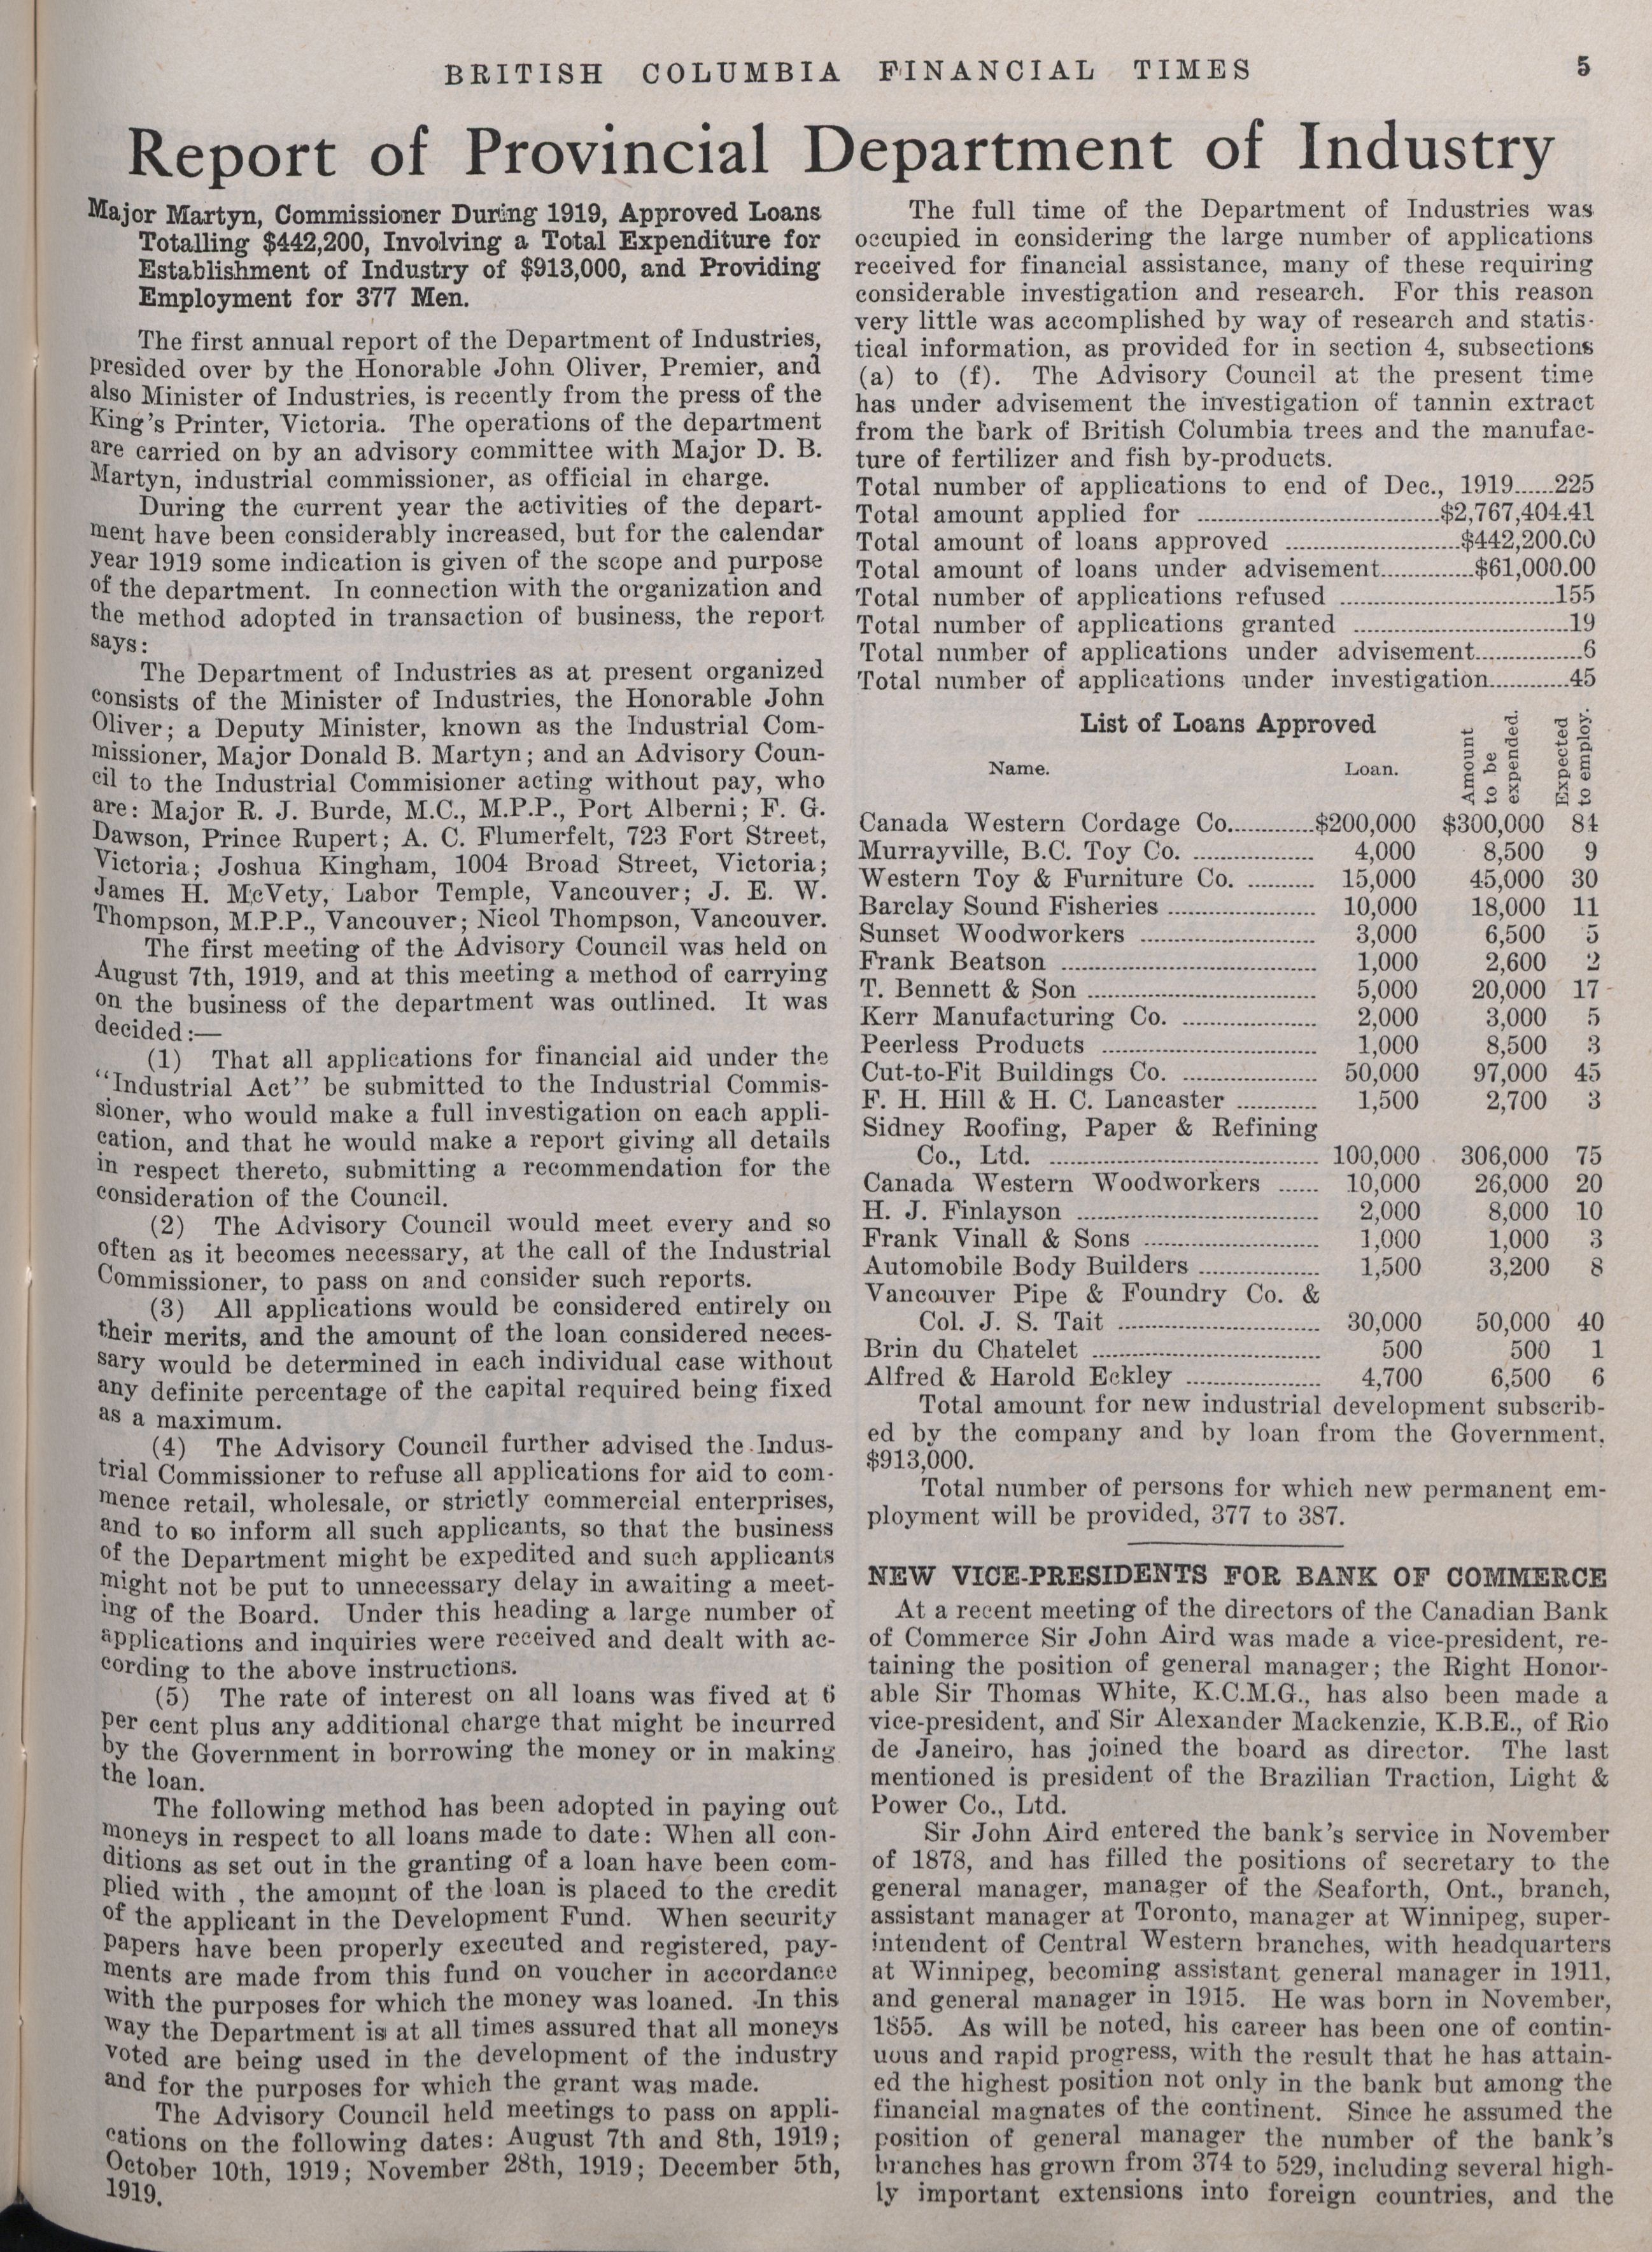 BRITISH COLUMBIA FINANCIAL TIMES 5
Report of Provincial Department of Industry
Major Martyn, Commissioner During 1919, Approved Loans
Totalling $442,200, Involving a Total Expenditure for
Establishment of Industry of $913,000, and Providing
Employment for 377 Men.
The first annual report of the Department of Industries,
presided over by the Honorable John Oliver, Premier, and
also Minister of Industries, is recently from the press of the
King's Printer, Victoria. The operations of the department
are carried on by an advisory committee with Major D. B.
Martyn, industrial commissioner, as official in charge.
During the current year the activities of the depart-
ment have been considerably increased, but for the calendar
year 1919 some indication is given of the scope and purpose
of the department. In connection with the organization and
the method adopted in transaction of business, the report
says:
The Department of Industries as at present organized
consists of the Minister of Industries, the Honorable John
Oliver; a Deputy Minister, known as the Industrial Com-
missioner, Major Donald B. Martyn; and an Advisory Coun-
cil to the Industrial Commisioner acting without pay, who
are: Major R. J. Burde, M.C., M.P.P., Port Alberni; F. G.
Dawson, Prince Rupert; A. C. Flumerfelt, 723 Fort Street,
Victoria; Joshua Kingham, 1004 Broad Street, Victoria;
James H. McVety, Labor Temple, Vancouver; J. E. W.
Thompson, M.P.P., Vancouver; Nicol Thompson, Vancouver.
The first meeting of the Advisory Council was held on
August 7th, 1919, and at this meeting a method of carrying
on the business of the department was outlined. It was
decided:—
(1) That all applications for financial aid under the
"Industrial Act" be submitted to the Industrial Commis-
sioner, who would make a full investigation on each appli-
cation, and that he would make a report giving all details
in respect thereto, submitting a recommendation for the
consideration of the Council.
(2) The Advisory Council would meet every and so
often as it becomes necessary, at the call of the Industrial
Commissioner, to pass on and consider such reports.
(3) All applications would be considered entirely on
their merits, and the amount of the loan considered neces-
sary would be determined in each individual case without
any definite percentage of the capital required being fixed
as a maximum.
(4) The Advisory Council further advised the Indus-
trial Commissioner to refuse all applications for aid to com-
mence retail, wholesale, or strictly commercial enterprises,
and to so inform all such applicants, so that the business
of the Department might be expedited and such applicants
might not be put to unnecessary delay in awaiting a meet-
ing of the Board. Under this heading a large number of
applications and inquiries were received and dealt with ac-
cording to the above instructions.
(5) The rate of interest on all loans was fived at 6
per cent plus any additional charge that might be incurred
by the Government in borrowing the money or in making
the loan.
The following method has been adopted in paying out
moneys in respect to all loans made to date: When all con-
ditions as set out in the granting of a loan have been com-
plied with , the amount of the loan is placed to the credit
of the applicant in the Development Fund. When security
papers have been properly executed and registered, pay-
ments are made from this fund on voucher in accordance
with the purposes for which the money was loaned. In this
way the Department is at all times assured that all moneys
voted are being used in the development of the industry
and for the purposes for which the grant was made.
The Advisory Council held meetings to pass on appli-
cations on the following dates: August 7th and 8th, 1919;
October 10th, 1919; November 28th, 1919; December 5th,
1919.
The full time of the Department of Industries was
occupied in considering the large number of applications
received for financial assistance, many of these requiring
considerable investigation and research. For this reason
very little was accomplished by way of research and statis-
tical information, as provided for in section 4, subsections
(a) to (f). The Advisory Council at the present time
has under advisement the investigation of tannin extract
from the bark of British Columbia trees and the manufac-
ture of fertilizer and fish by-products.
Total number of applications to end of Dec., 1919......225
Total amount applied for ......$2,767,404.41
Total amount of loans approved ......$442,200.00
Total amount of loans under advisement......$61,000.00
Total number of applications refused ......155
Total number of applications granted ......19
Total number of applications under advisement......6
Total number of applications under investigation......45
List of Loans Approved
Name. Loan. Amount to be expended. Expected to employ.
Canada Western Cordage Co......$200,000 $300,000 84
Murrayville, B.C. Toy Co. ...... 4,000 8,500 9
Western Toy & Furniture Co. ...... 15,000 45,000 30
Barclay Sound Fisheries ...... 10,000 18,000 11
Sunset Woodworkers ...... 3,000 6,500 5
Frank Beatson ...... 1,000 2,600 2
T. Bennett & Son ...... 5,000 20,000 17
Kerr Manufacturing Co. ...... 2,000 3,000 5
Peerless Products ...... 1,000 8,500 3
Cut-to-Fit Buildings Co. ...... 50,000 97,000 45
F. H. Hill & H. C. Lancaster ...... 1,500 2,700 3
Sidney Roofing, Paper & Refining
Co., Ltd. ...... 100,000 306,000 75
Canada Western Woodworkers ...... 10,000 26,000 20
H. J. Finlayson ...... 2,000 8,000 10
Frank Vinall & Sons ...... 1,000 1,000 3
Automobile Body Builders ...... 1,500 3,200 8
Vancouver Pipe & Foundry Co. &
Col. J. S. Tait ...... 30,000 50,000 40
Brin du Chatelet ...... 500 500 1
Alfred & Harold Eckley ...... 4,700 6,500 6
Total amount for new industrial development subscrib-
ed by the company and by loan from the Government,
$913,000.
Total number of persons for which new permanent em-
ployment will be provided, 377 to 387.
NEW VICE-PRESIDENTS FOR BANK OF COMMERCE
At a recent meeting of the directors of the Canadian Bank
of Commerce Sir John Aird was made a vice-president, re-
taining the position of general manager; the Right Honor-
able Sir Thomas White, K.C.M.G., has also been made a
vice-president, and Sir Alexander Mackenzie, K.B.E., of Rio
de Janeiro, has joined the board as director. The last
mentioned is president of the Brazilian Traction, Light &
Power Co., Ltd.
Sir John Aird entered the bank's service in November
of 1878, and has filled the positions of secretary to the
general manager, manager of the Seaforth, Ont., branch,
assistant manager at Toronto, manager at Winnipeg, super-
intendent of Central Western branches, with headquarters
at Winnipeg, becoming assistant general manager in 1911,
and general manager in 1915. He was born in November,
1855. As will be noted, his career has been one of contin-
uous and rapid progress, with the result that he has attain-
ed the highest position not only in the bank but among the
financial magnates of the continent. Since he assumed the
position of general manager the number of the bank's
branches has grown from 374 to 529, including several high-
ly important extensions into foreign countries, and the